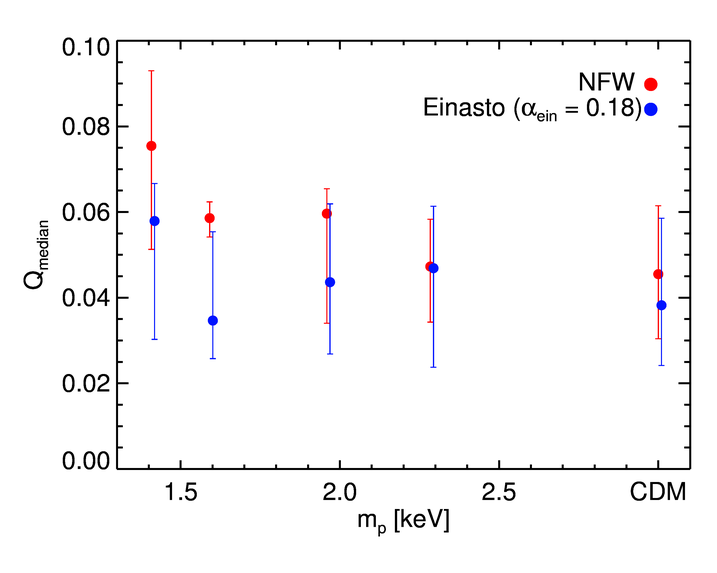 0.10
NFW
Einasto (α_ein = 0.18)
0.08
0.06
Q_median
0.04
0.02
0.00
1.5 2.0 2.5 CDM
m_p [keV]